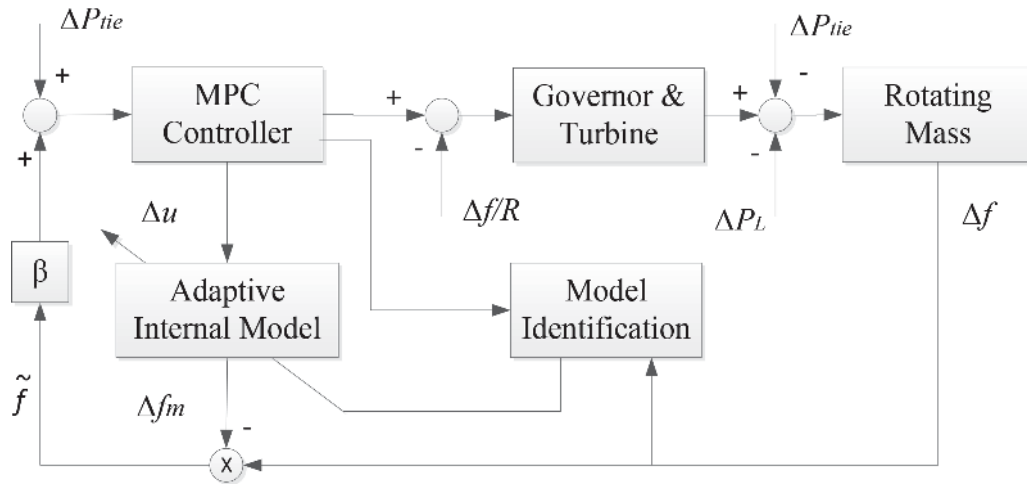 ΔPtie
ΔPtie
+
MPC
Controller
+
-
Governor &
Turbine
+
-
-
Rotating
Mass
+
Δu
Δf/R
ΔPL
Δf
β
Adaptive
Internal Model
Model
Identification
f̃
Δfm
-
x